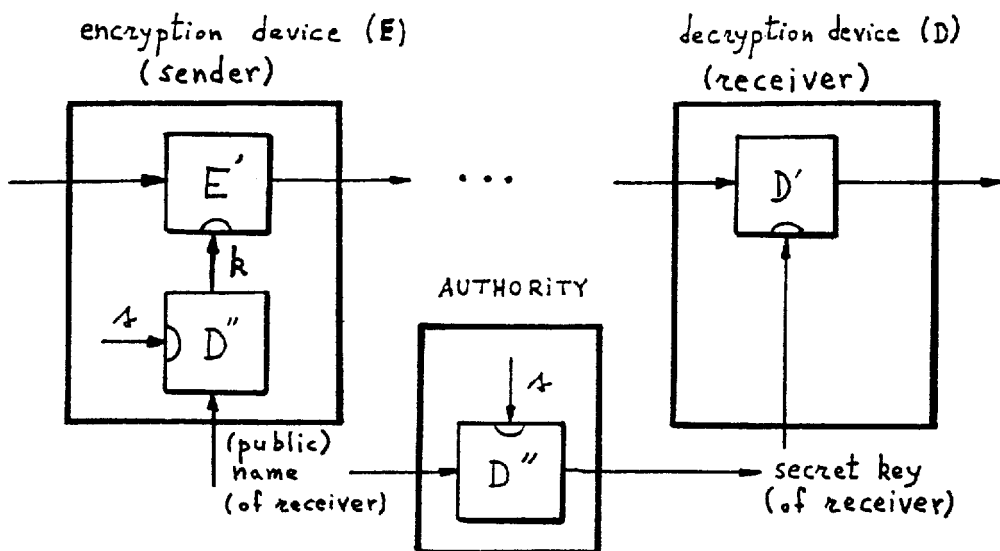 encryption device (E)
(sender)
decryption device (D)
(receiver)
E'
...
D'
k
s
D"
AUTHORITY
s
D"
(public)
name
(of receiver)
secret key
(of receiver)